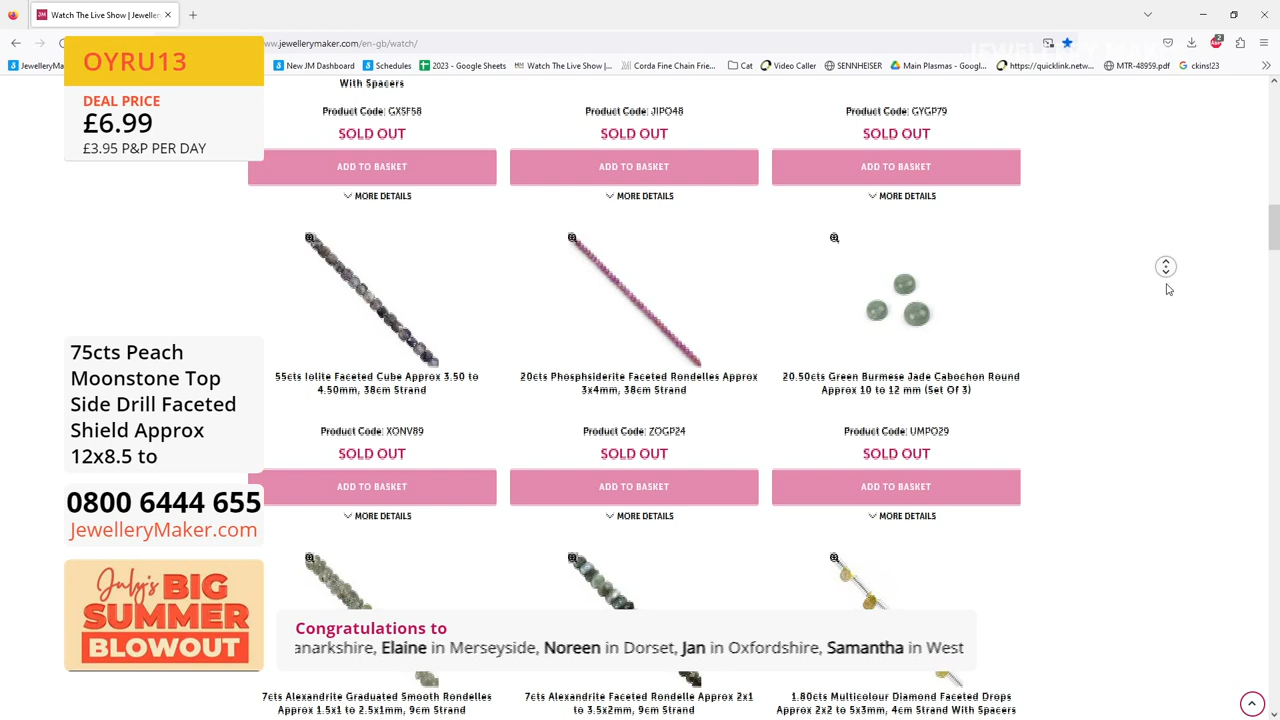 Watch The Live Show | Jeweller
w.jewellerymaker.com/en-gb/watch/
JewelleryMa
New JM Dashboard
Schedules
2023 - Google Sheets
Watch The Live Show |...
Corda Fine Chain Frie...
Cat
Video Caller
SENNHEISER
Main Plasmas - Googl...
https://quicklink.netw...
MTR-48959.pdf
ckins!23
OYRU13
DEAL PRICE
£6.99
£3.95 P&P PER DAY
With Spacers
Product Code: GXSF58
Product Code: JIPO48
Product Code: GYGP79
SOLD OUT
SOLD OUT
SOLD OUT
ADD TO BASKET
ADD TO BASKET
ADD TO BASKET
MORE DETAILS
MORE DETAILS
MORE DETAILS
55cts Iolite Faceted Cube Approx 3.50 to
4.50mm, 38cm Strand
20cts Phosphsiderite Faceted Rondelles Approx
3x4mm, 38cm Strand
20.50cts Green Burmese Jade Cabochon Round
Approx 10 to 12 mm (Set Of 3)
Product Code: XONV89
Product Code: ZOGP24
Product Code: UMPO29
SOLD OUT
SOLD OUT
SOLD OUT
ADD TO BASKET
ADD TO BASKET
ADD TO BASKET
MORE DETAILS
MORE DETAILS
MORE DETAILS
75cts Peach
Moonstone Top
Side Drill Faceted
Shield Approx
12x8.5 to
0800 6444 655
JewelleryMaker.com
July's BIG
SUMMER
BLOWOUT
Congratulations to
anarkshire, Elaine in Merseyside, Noreen in Dorset, Jan in Oxfordshire, Samantha in West
7cts Alexandrite Graduated Smooth Rondelles
Approx 1.5x1 to 2.5x1mm, 9cm Strand
7cts Alexadrite Faceted Rondelle Approx 2x1
to 3.5x2mm, 9cm Strand
1.80cts Multicolour Diamond Faceted Drops
Approx 2x2 to 5x3mm, 4cm Strand With Spacers